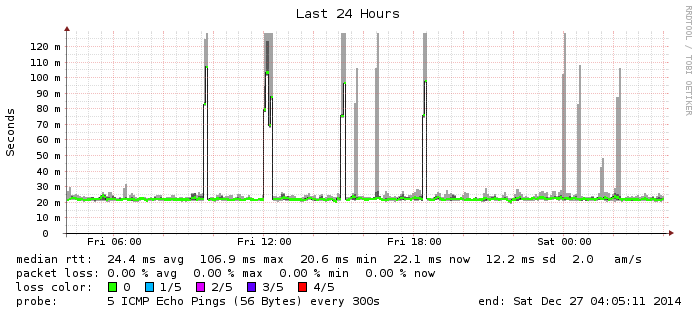 Last 24 Hours
RRDTOOL / TOBI OETIKER
Seconds
120 m
110 m
100 m
90 m
80 m
70 m
60 m
50 m
40 m
30 m
20 m
10 m
0
Fri 06:00 Fri 12:00 Fri 18:00 Sat 00:00
median rtt: 24.4 ms avg 106.9 ms max 20.6 ms min 22.1 ms now 12.2 ms sd 2.0 am/s
packet loss: 0.00 % avg 0.00 % max 0.00 % min 0.00 % now
loss color: 0 1/5 2/5 3/5 4/5
probe: 5 ICMP Echo Pings (56 Bytes) every 300s end: Sat Dec 27 04:05:11 2014